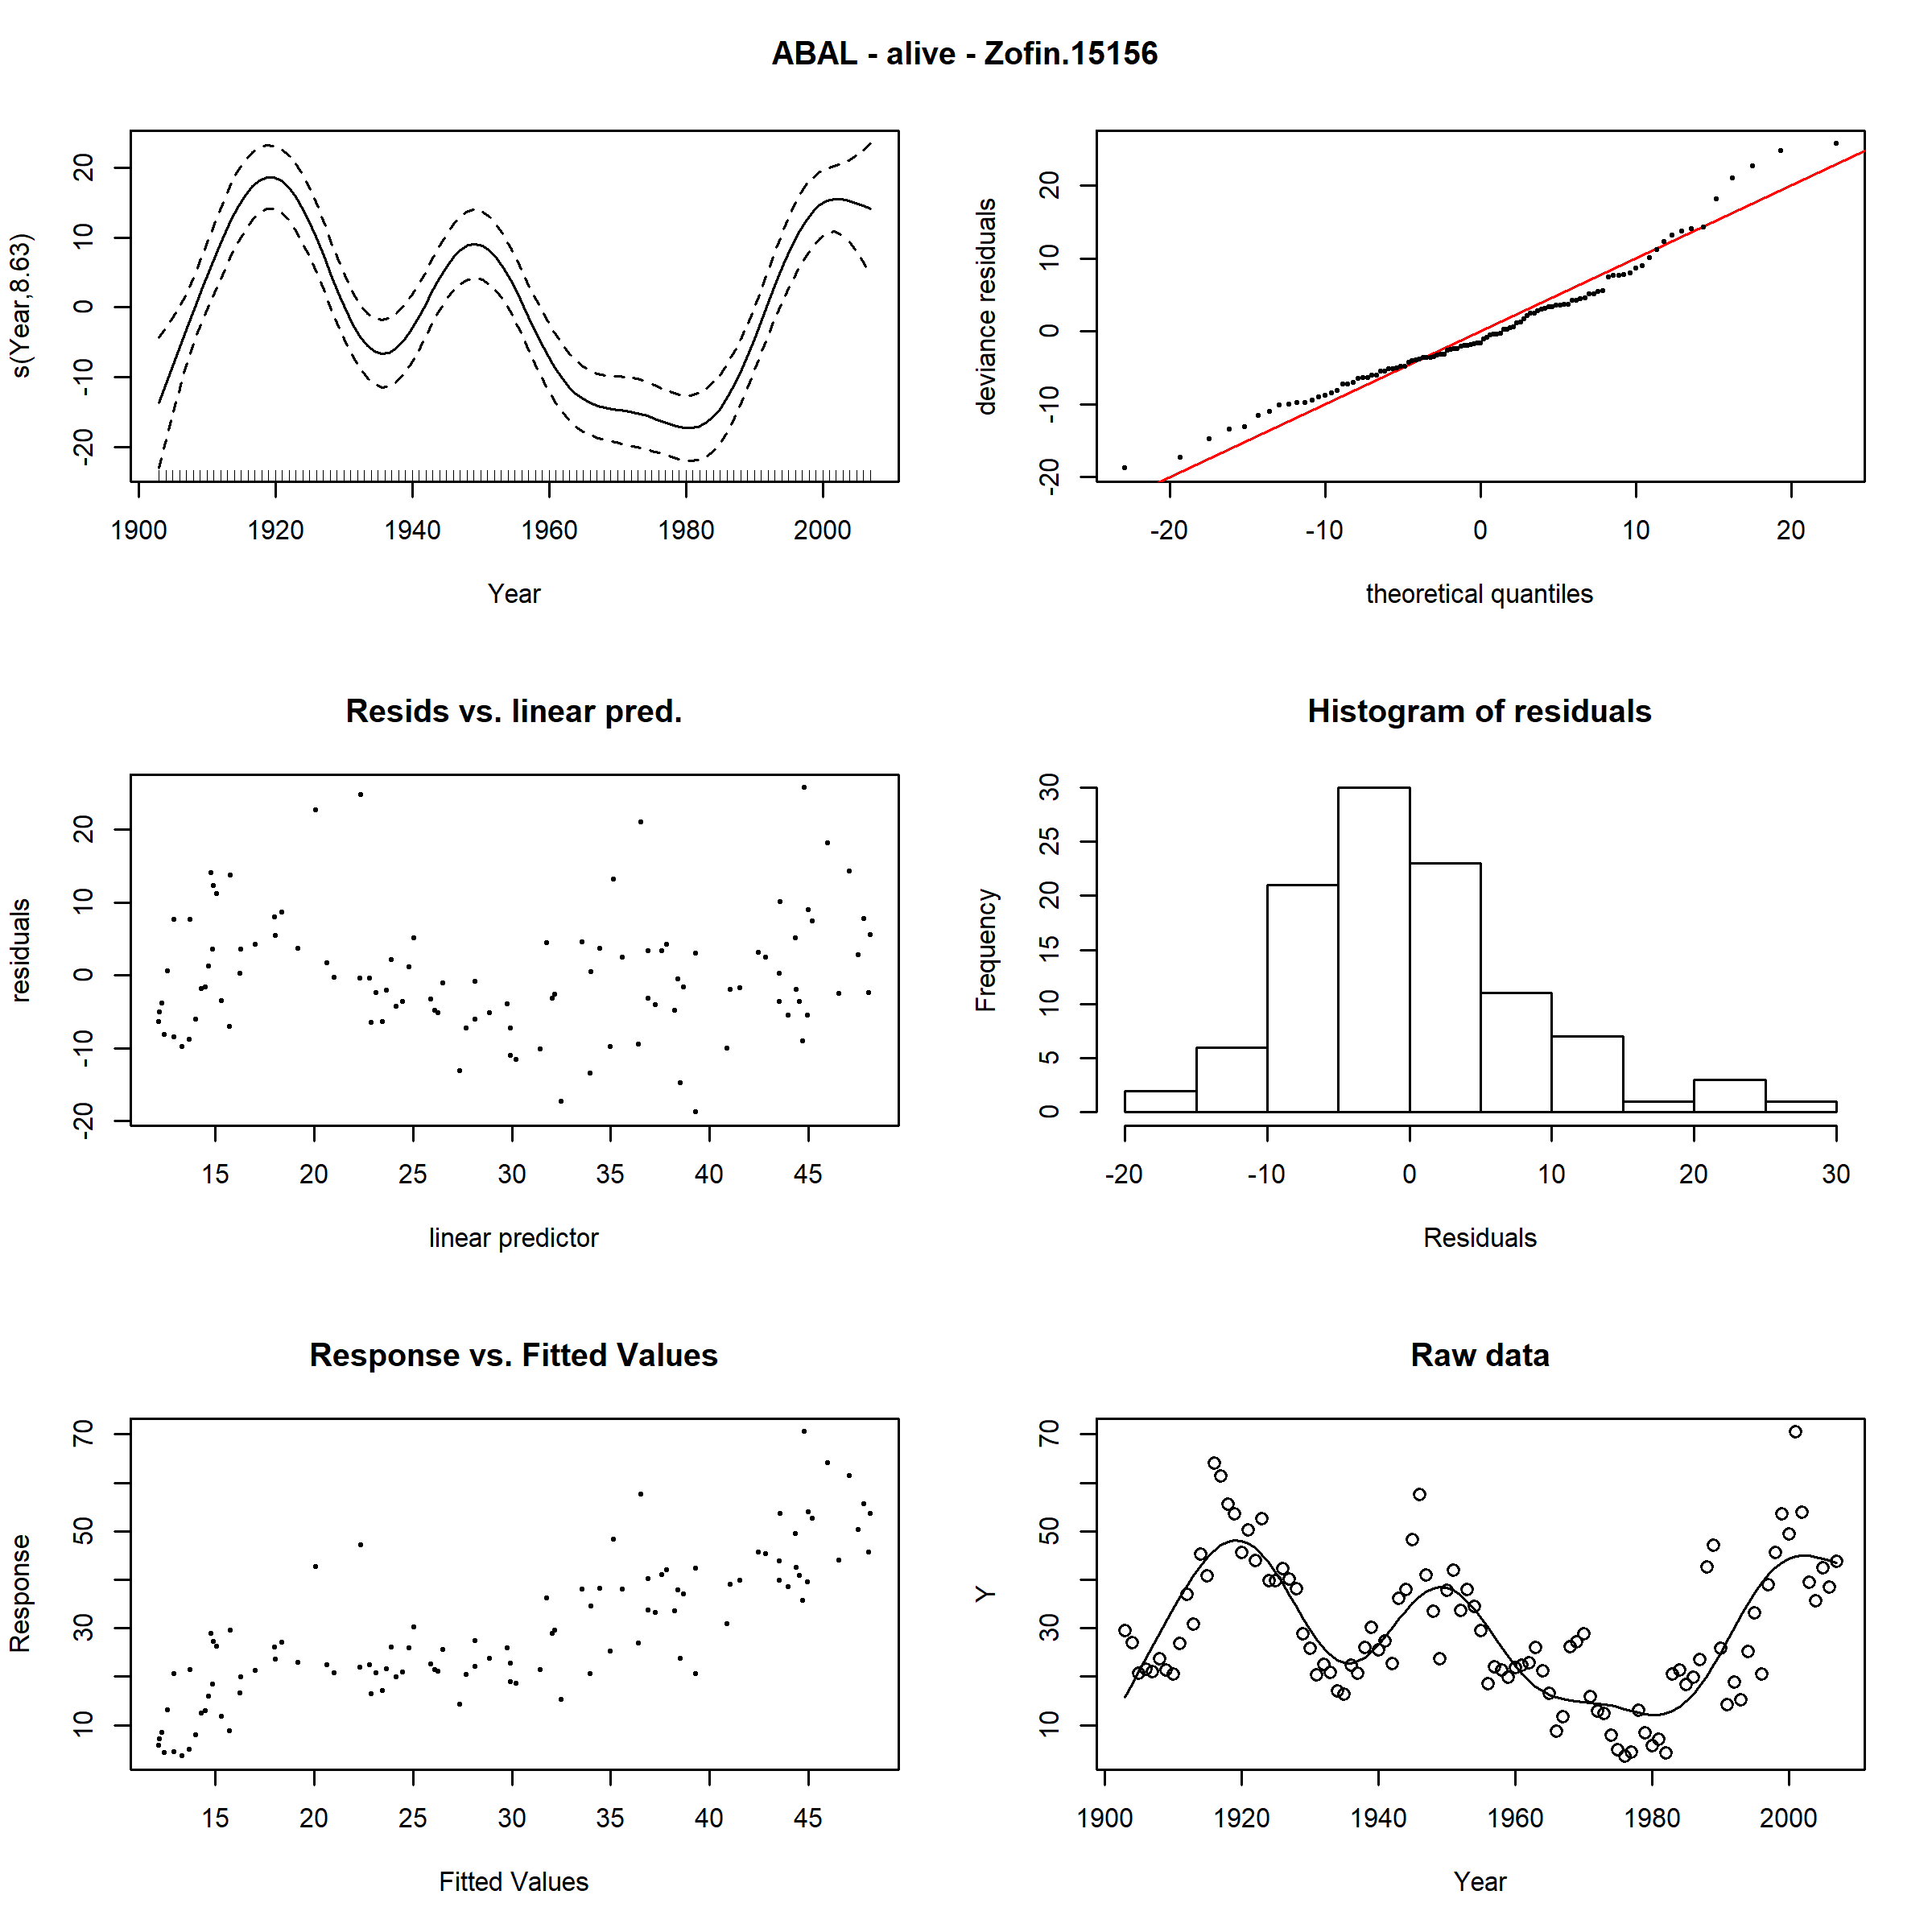 ABAL - alive - Zofin.15156
s(Year,8.63)
20
10
0
-10
-20
1900 1920 1940 1960 1980 2000
Year
deviance residuals
20
10
0
-10
-20
-20 -10 0 10 20
theoretical quantiles
Resids vs. linear pred.
residuals
20
10
0
-10
-20
15 20 25 30 35 40 45
linear predictor
Histogram of residuals
Frequency
30
25
20
15
10
5
0
-20 -10 0 10 20 30
Residuals
Response vs. Fitted Values
Response
70
50
30
10
15 20 25 30 35 40 45
Fitted Values
Raw data
Y
70
50
30
10
1900 1920 1940 1960 1980 2000
Year